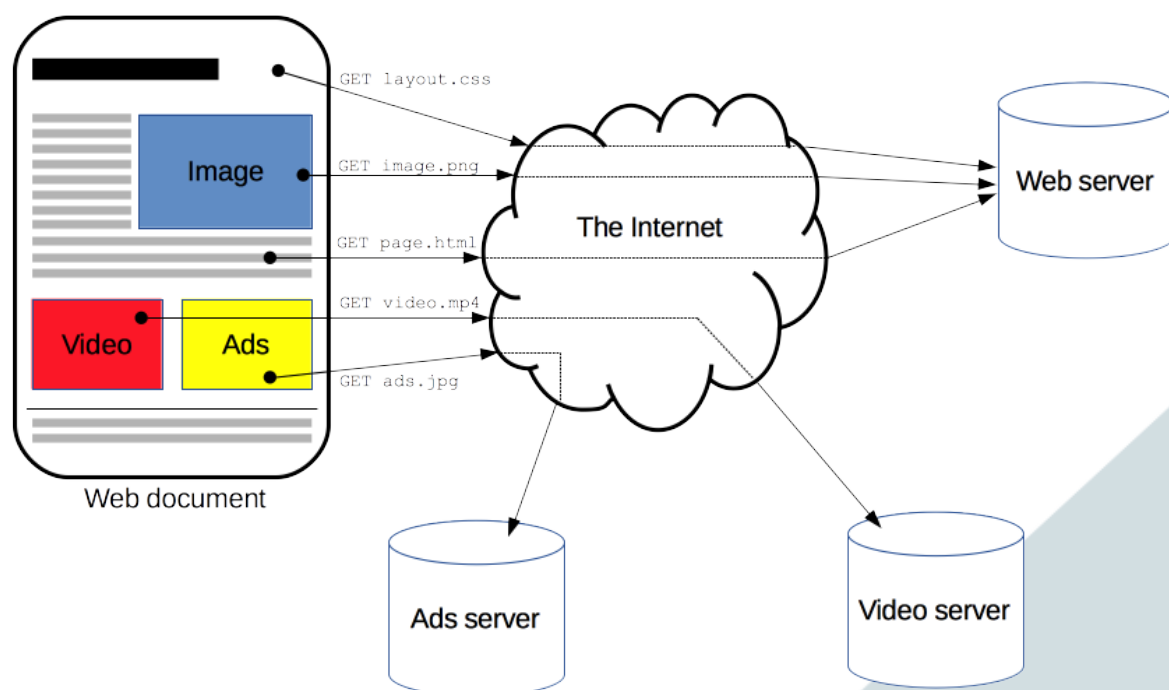 GET layout.css
Image
GET image.png
Web server
The Internet
GET page.html
GET video.mp4
Video
Ads
GET ads.jpg
Web document
Ads server
Video server